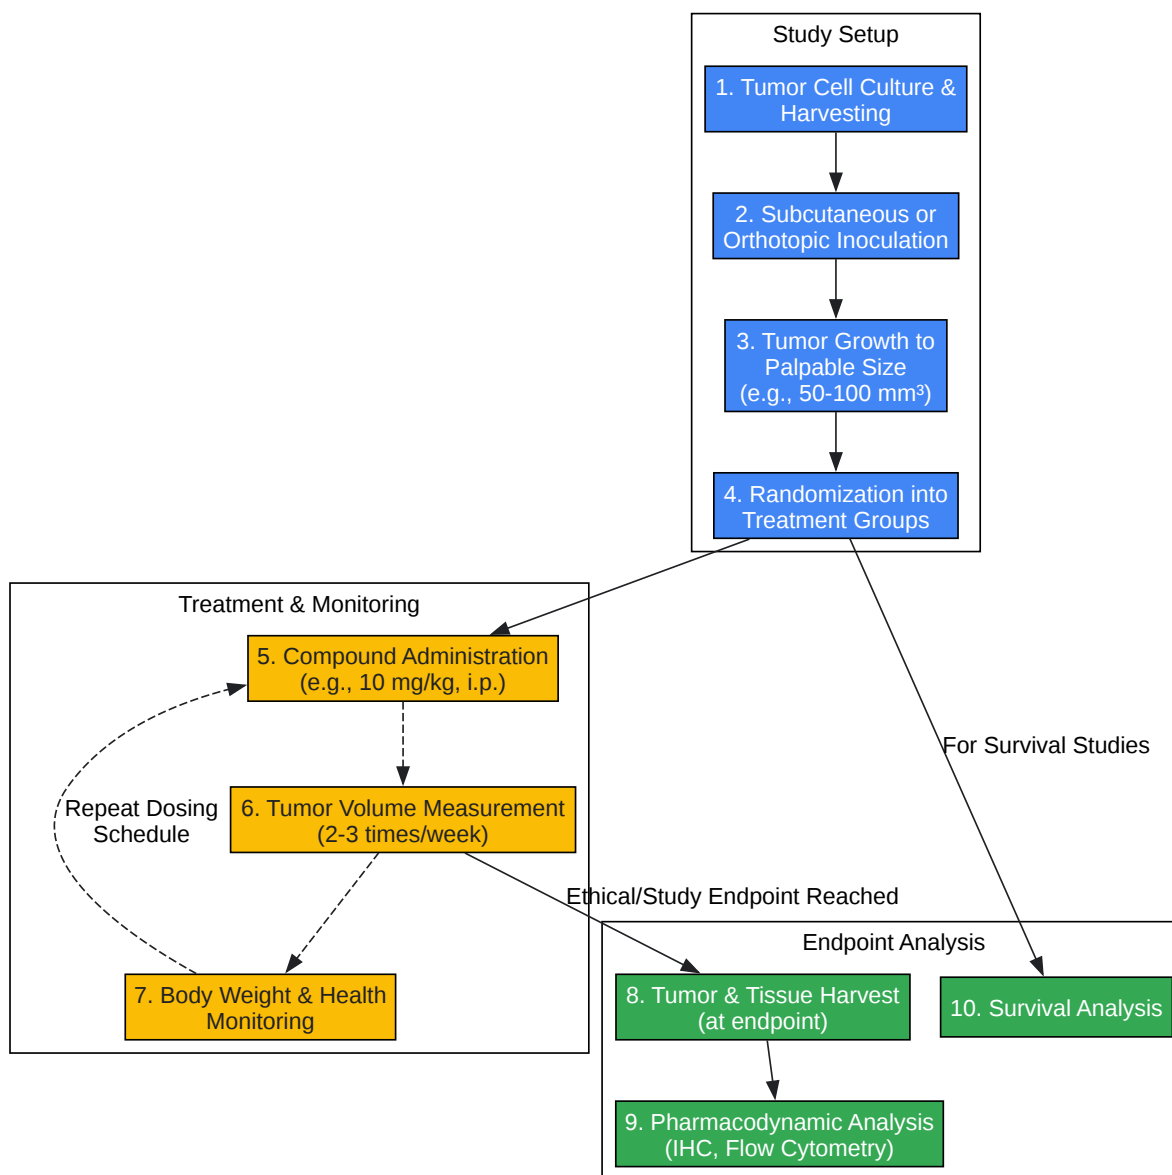 Study Setup
1. Tumor Cell Culture &
Harvesting
2. Subcutaneous or
Orthotopic Inoculation
3. Tumor Growth to
Palpable Size
(e.g., 50-100 mm³)
4. Randomization into
Treatment Groups
Treatment & Monitoring
5. Compound Administration
(e.g., 10 mg/kg, i.p.)
For Survival Studies
Repeat Dosing
Schedule
6. Tumor Volume Measurement
(2-3 times/week)
Ethical/Study Endpoint Reached
7. Body Weight & Health
Monitoring
Endpoint Analysis
8. Tumor & Tissue Harvest
(at endpoint)
10. Survival Analysis
9. Pharmacodynamic Analysis
(IHC, Flow Cytometry)